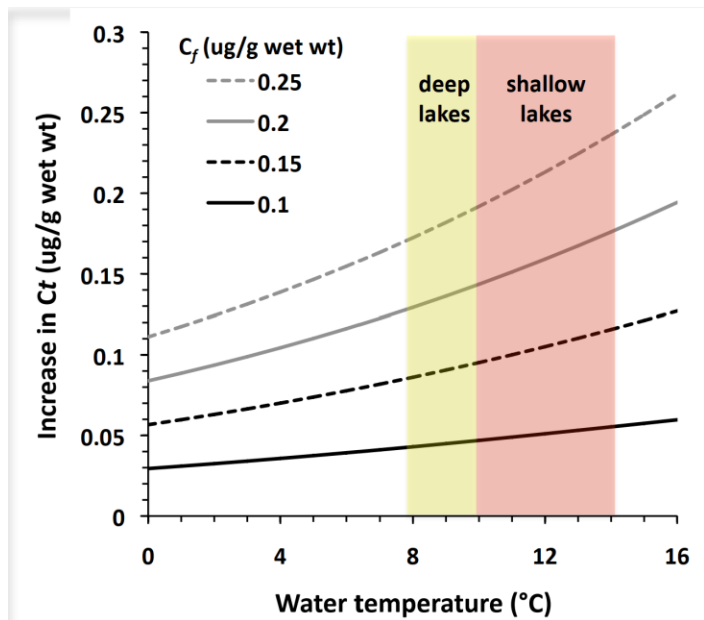 0.3
0.25
0.2
0.15
0.1
0.05
0
Increase in Ct (ug/g wet wt)
Cf (ug/g wet wt)
0.25
0.2
0.15
0.1
deep
lakes
shallow
lakes
0 4 8 12 16
Water temperature (°C)